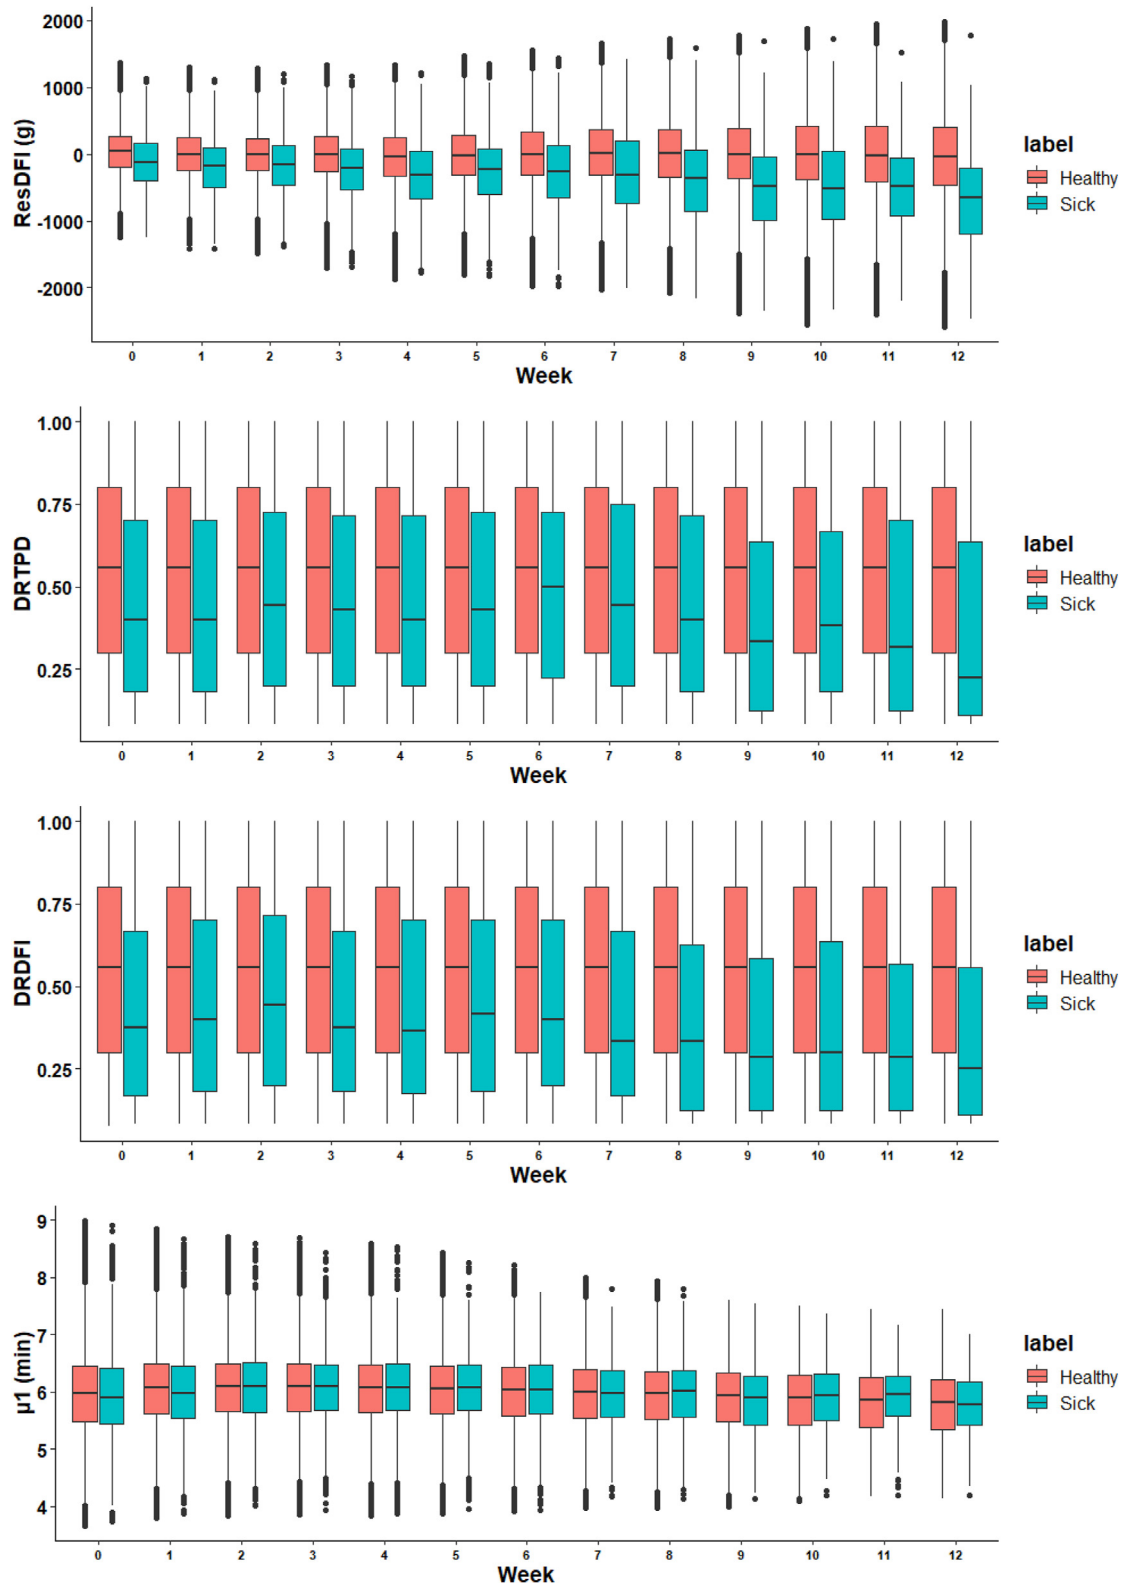 2000
1000
0
-1000
-2000
ResDFI (g)
0 1 2 3 4 5 6 7 8 9 10 11 12
Week
label
Healthy
Sick
1.00
0.75
0.50
0.25
DRTPD
0 1 2 3 4 5 6 7 8 9 10 11 12
Week
label
Healthy
Sick
1.00
0.75
0.50
0.25
DRDFI
0 1 2 3 4 5 6 7 8 9 10 11 12
Week
label
Healthy
Sick
9
8
7
6
5
4
µ1 (min)
0 1 2 3 4 5 6 7 8 9 10 11 12
Week
label
Healthy
Sick